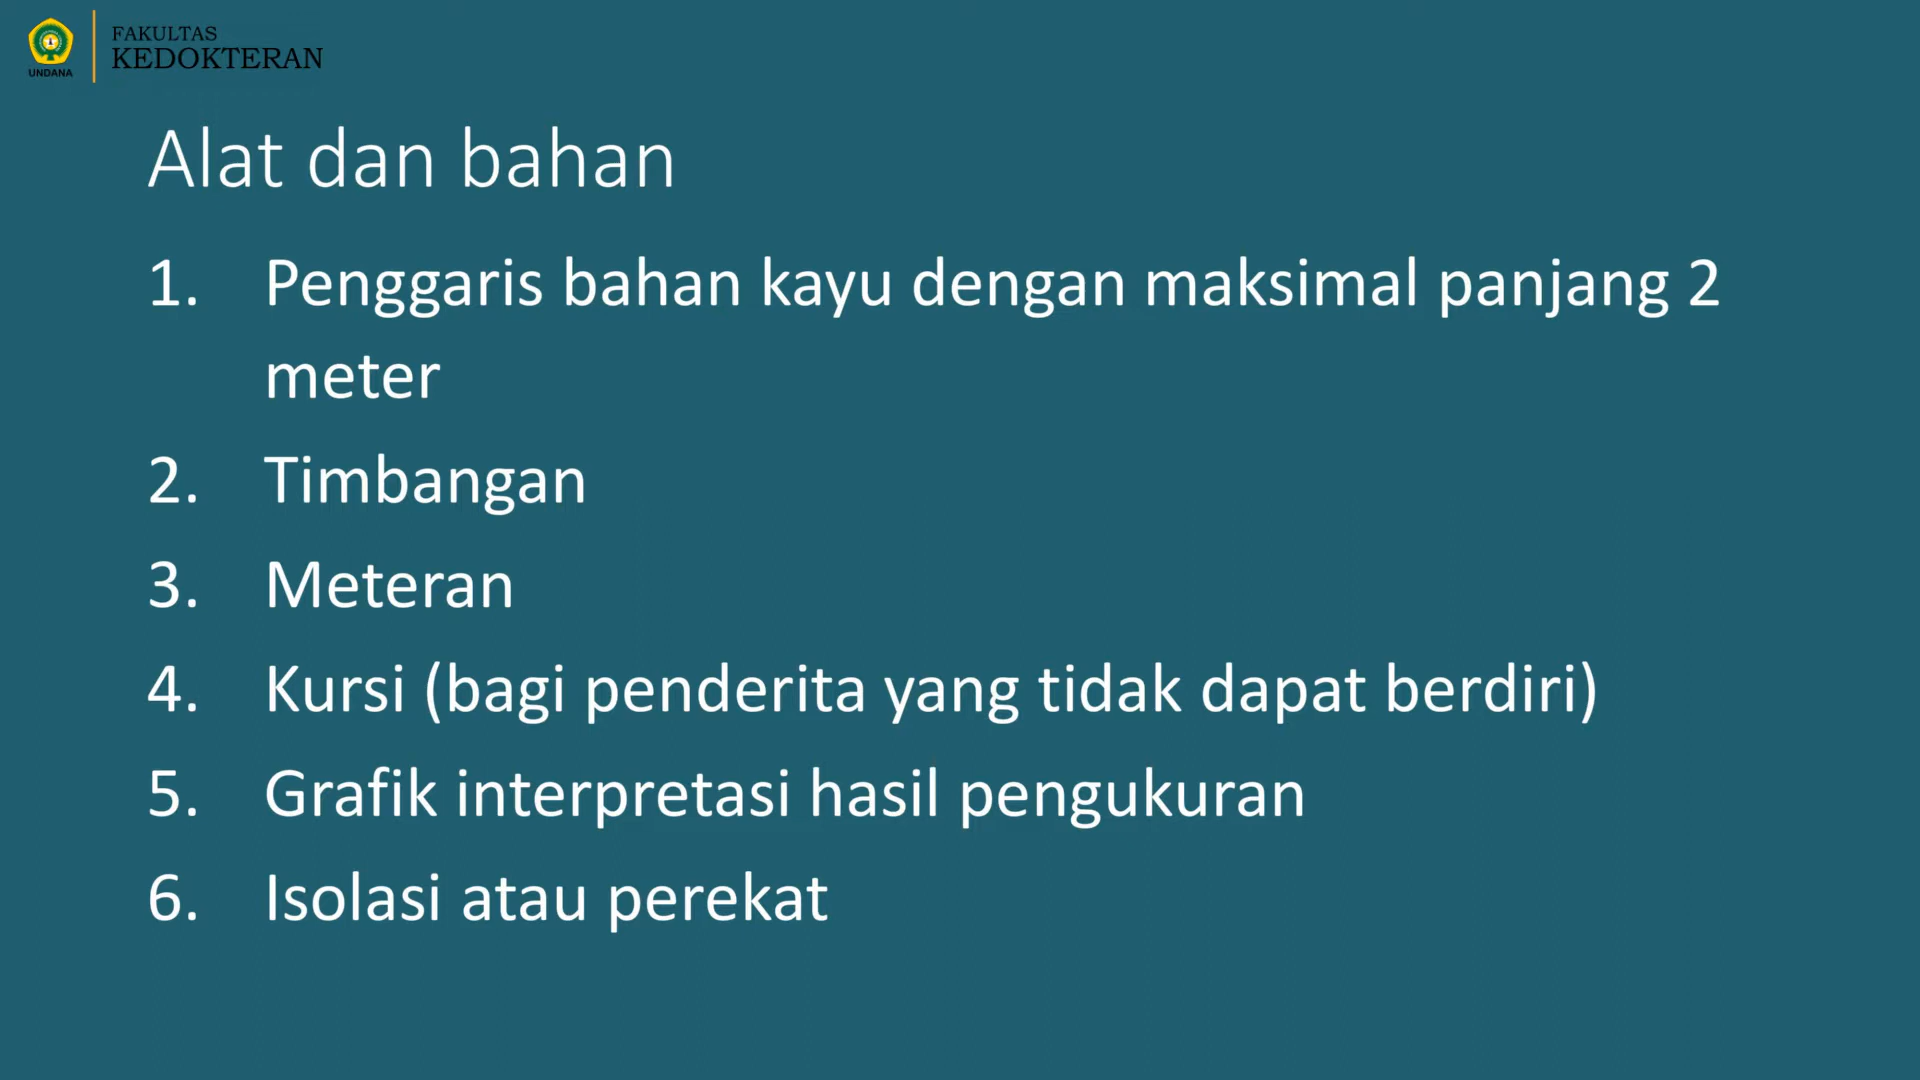 UNDANA
FAKULTAS
KEDOKTERAN
Alat dan bahan
1. Penggaris bahan kayu dengan maksimal panjang 2
meter
2. Timbangan
3. Meteran
4. Kursi (bagi penderita yang tidak dapat berdiri)
5. Grafik interpretasi hasil pengukuran
6. Isolasi atau perekat